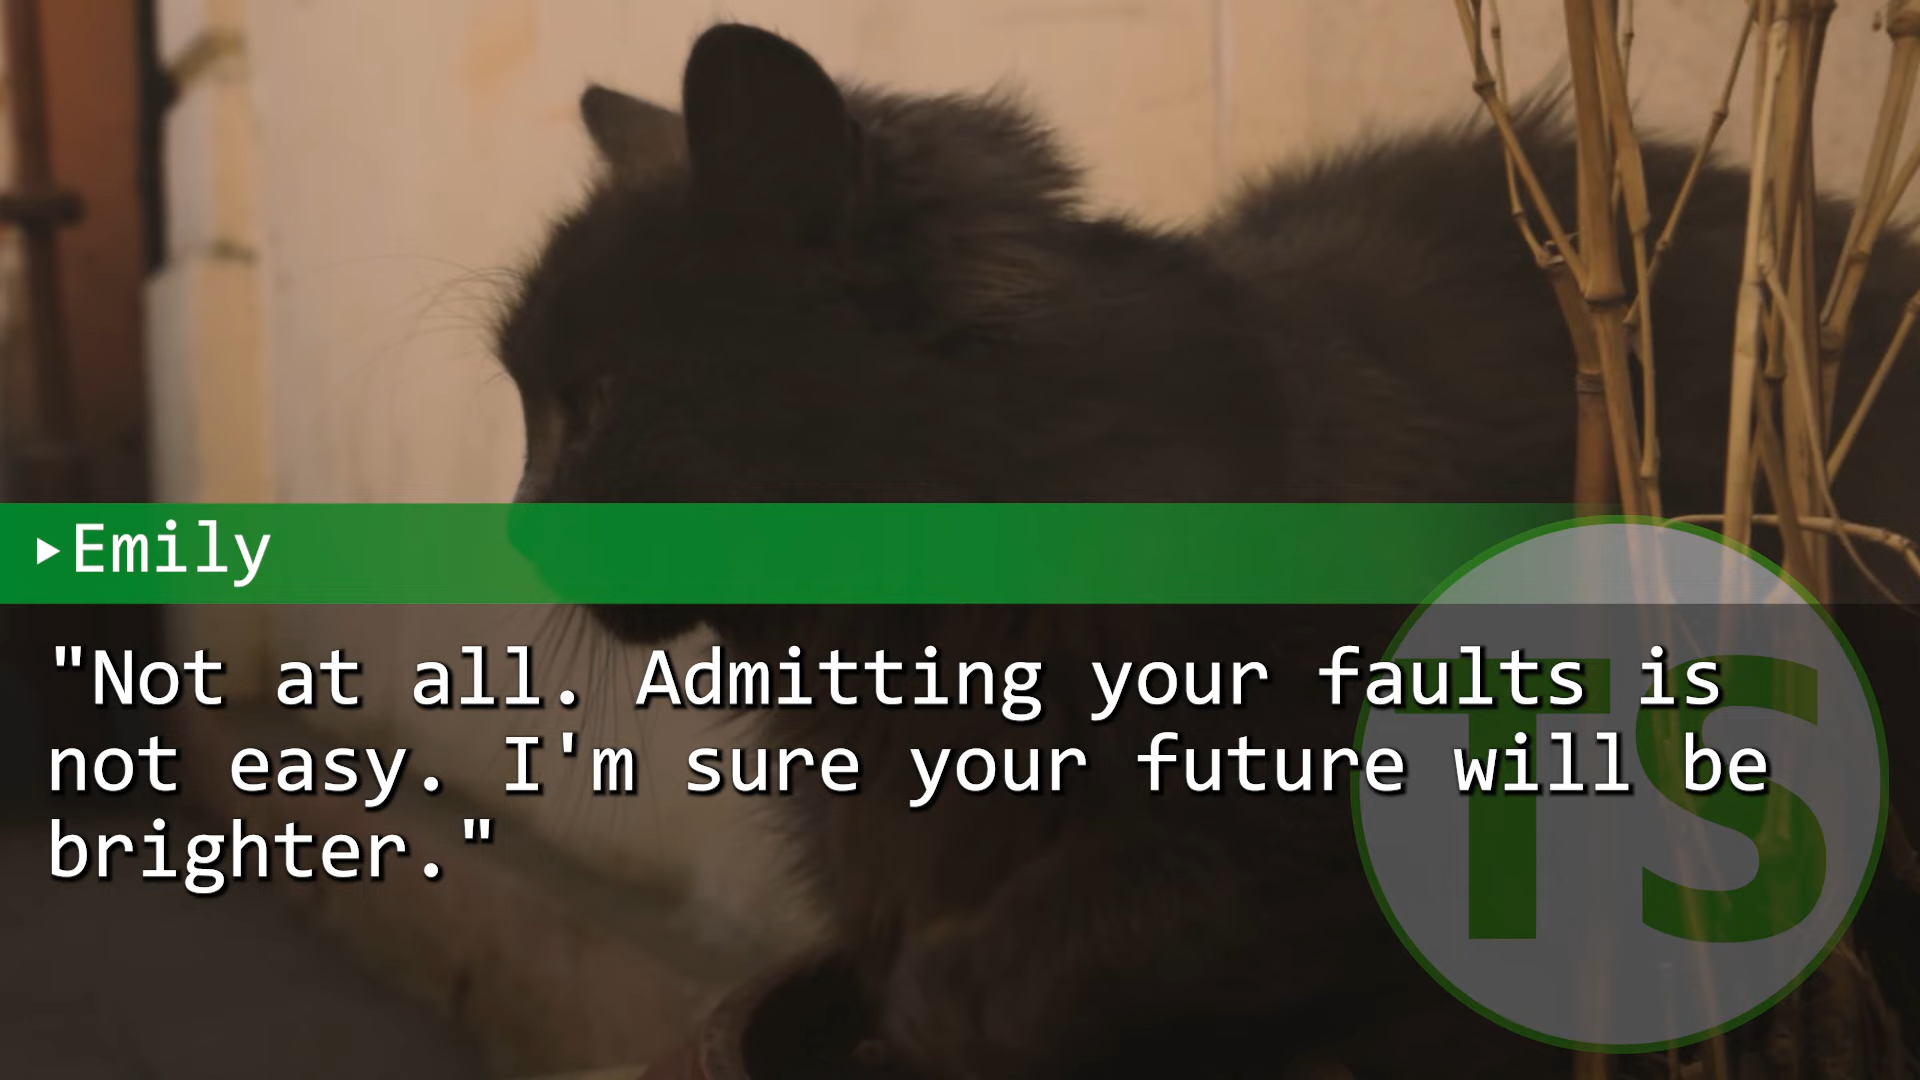 Emily
"Not at all. Admitting your faults is
not easy. I'm sure your future will be
brighter."
TS